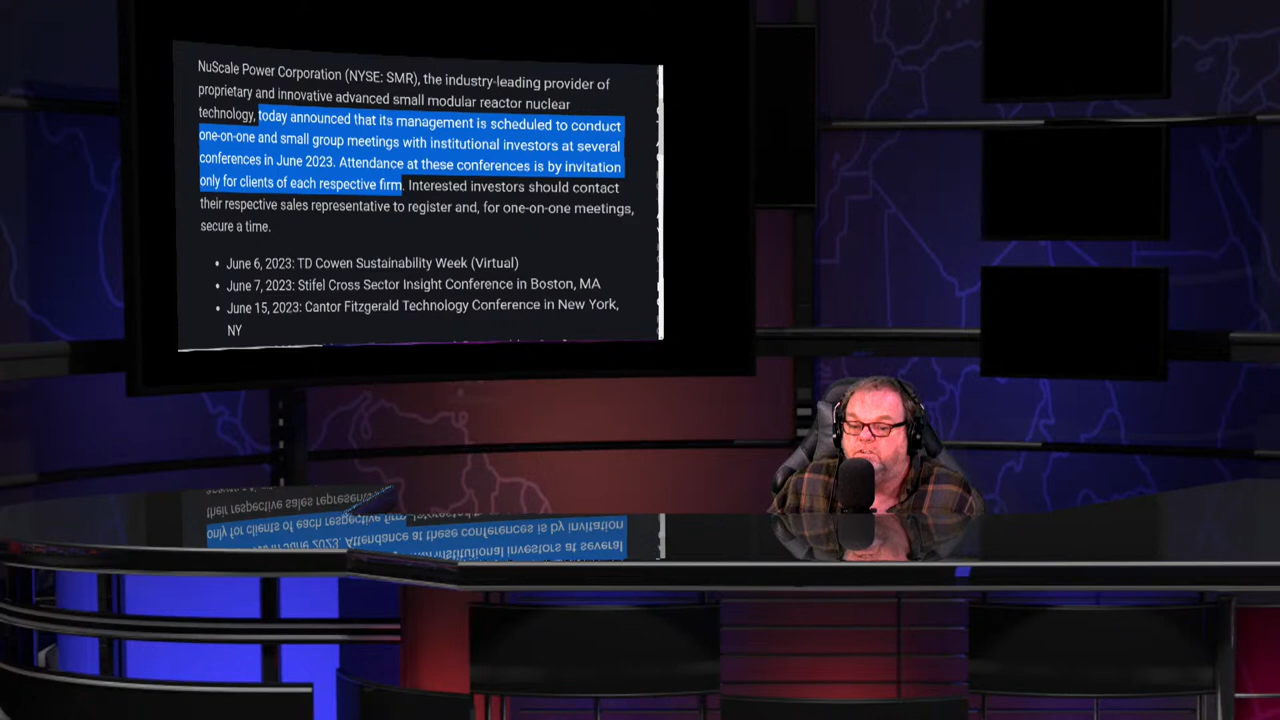 NuScale Power Corporation (NYSE: SMR), the industry-leading provider of
proprietary and innovative advanced small modular reactor nuclear
technology, today announced that its management is scheduled to conduct
one-on-one and small group meetings with institutional investors at several
conferences in June 2023. Attendance at these conferences is by invitation
only for clients of each respective firm. Interested investors should contact
their respective sales representative to register and, for one-on-one meetings,
secure a time.
• June 6, 2023: TD Cowen Sustainability Week (Virtual)
• June 7, 2023: Stifel Cross Sector Insight Conference in Boston, MA
• June 15, 2023: Cantor Fitzgerald Technology Conference in New York,
NY